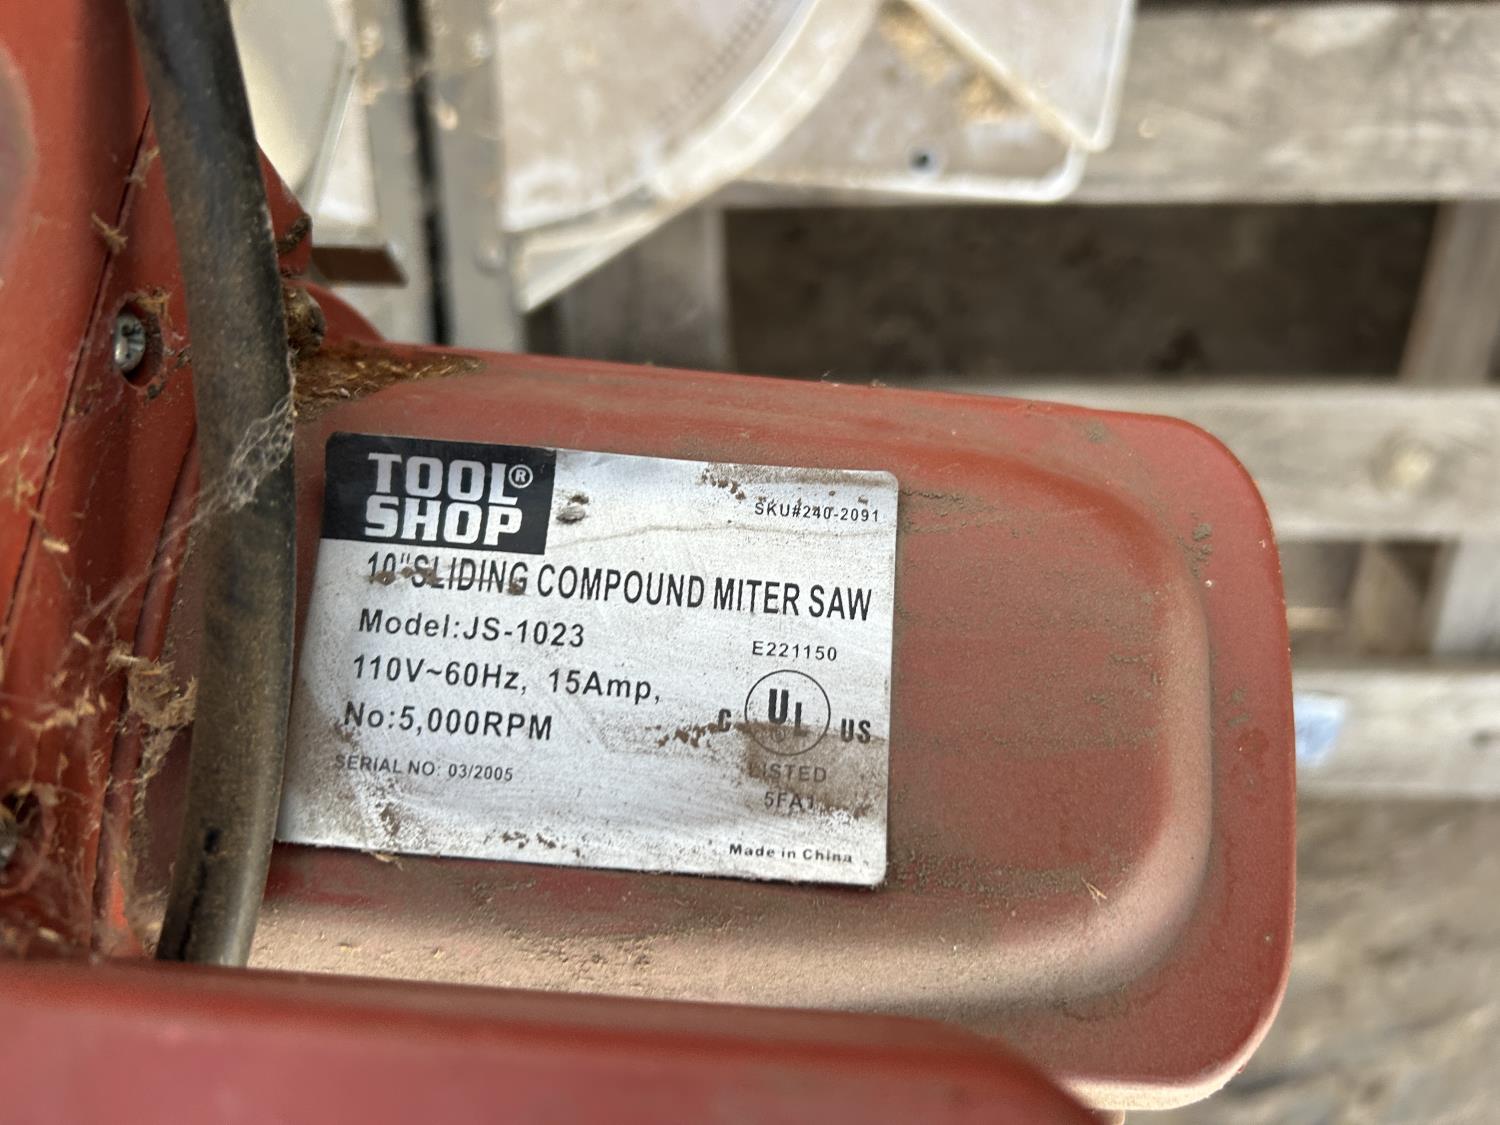 TOOL®
SHOP
SKU#240-2091
10"SLIDING COMPOUND MITER SAW
Model:JS-1023
E221150
110V~60Hz, 15Amp,
No:5,000RPM
C UL US
LISTED
5FA1
SERIAL NO: 03/2005
Made in China